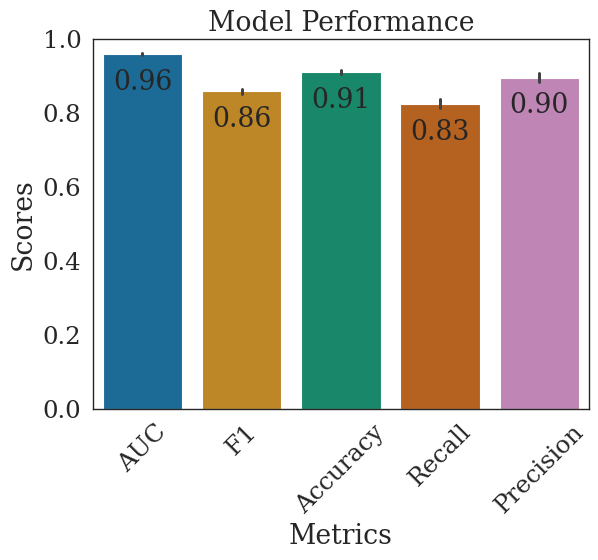 Model Performance
1.0
0.8
0.6
0.4
0.2
0.0
Scores
0.96
0.86
0.91
0.83
0.90
AUC
F1
Accuracy
Recall
Precision
Metrics